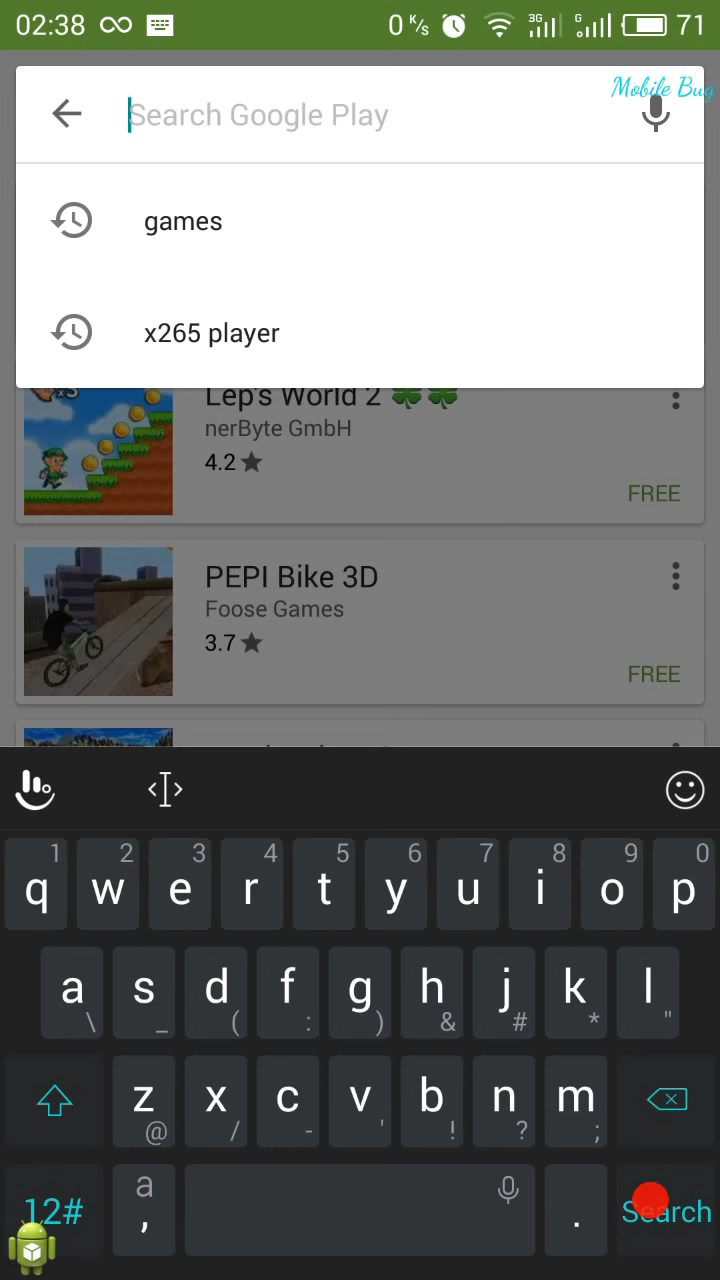 02:38 0 K/s 3G G 71
Mobile Bug
Search Google Play
games
x265 player
Lep's World 2 🍀🍀
nerByte GmbH
4.2★
FREE
PEPI Bike 3D
Foose Games
3.7★
FREE
1 2 3 4 5 6 7 8 9 0
q w e r t y u i o p
a s d f g h j k l
\ _ ( : ) & # * "
z x c v b n m
@ / - ' ! ? ;
12# a , . Search